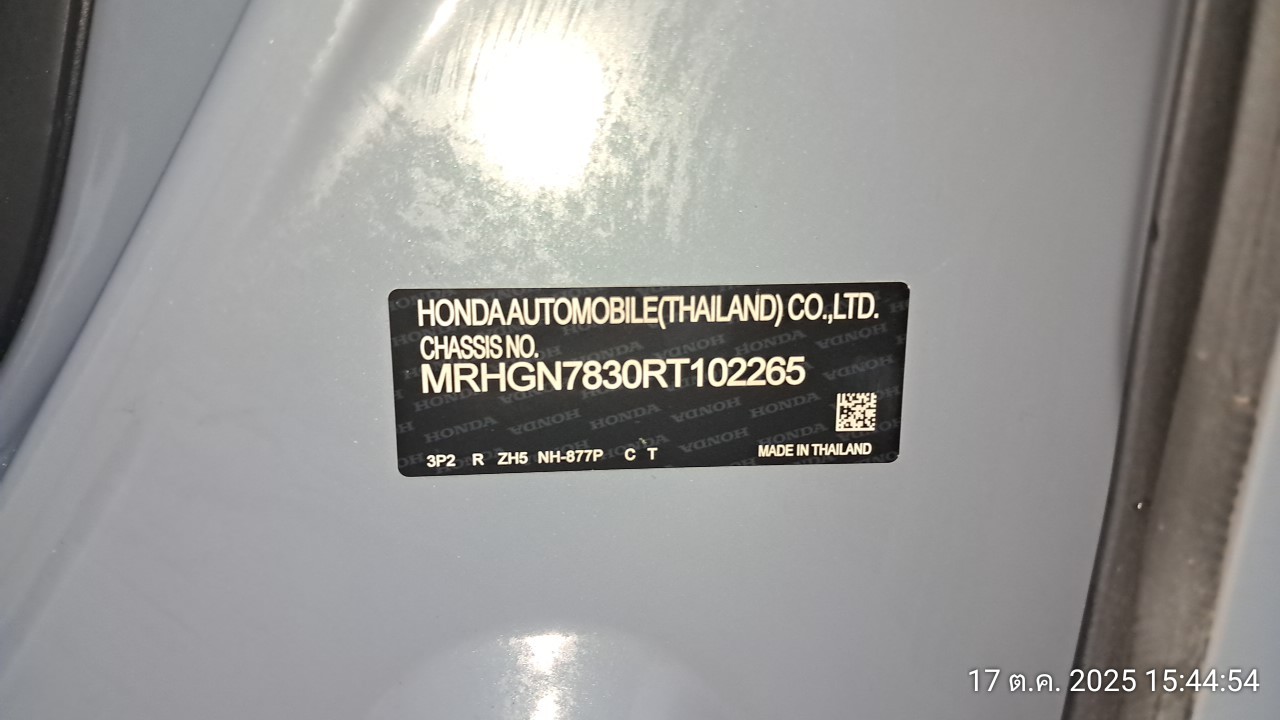 HONDA AUTOMOBILE(THAILAND) CO.,LTD.
CHASSIS NO.
MRHGN7830RT102265
3P2 R ZH5 NH-877P C T MADE IN THAILAND
17 ต.ค. 2025 15:44:54